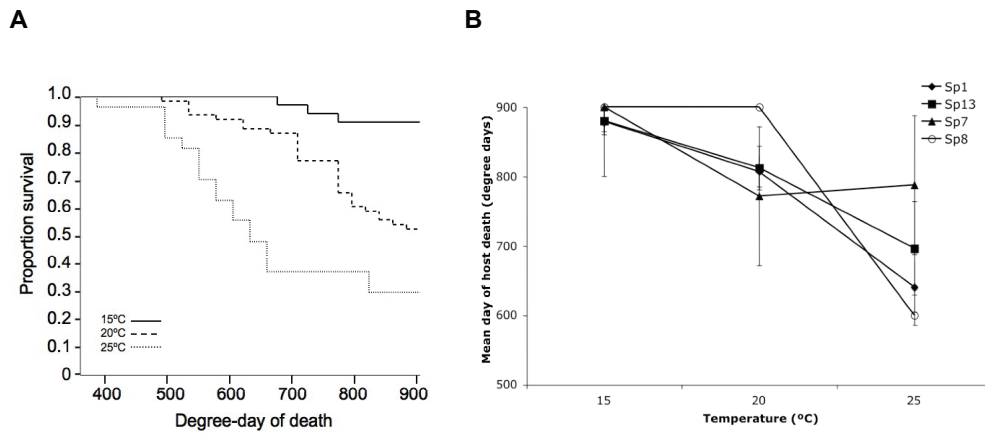 A
Proportion survival
1.0
0.9
0.8
0.7
0.6
0.5
0.4
0.3
0.2
0.1
0
15ºC
20ºC
25ºC
400 500 600 700 800 900
Degree-day of death
B
Mean day of host death (degree days)
900
800
700
600
500
Sp1
Sp13
Sp7
Sp8
15 20 25
Temperature (ºC)